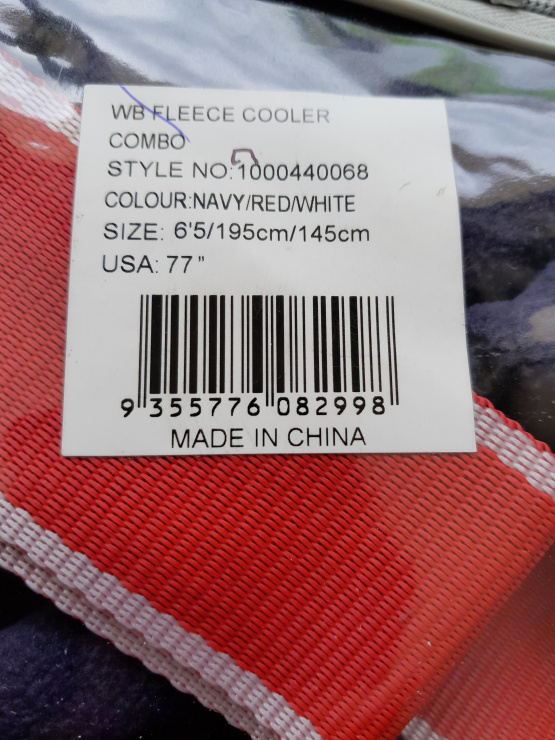 WB FLEECE COOLER
COMBO
STYLE NO:1000440068
COLOUR:NAVY/RED/WHITE
SIZE: 6'5/195cm/145cm
USA: 77"
9 355776 082998
MADE IN CHINA